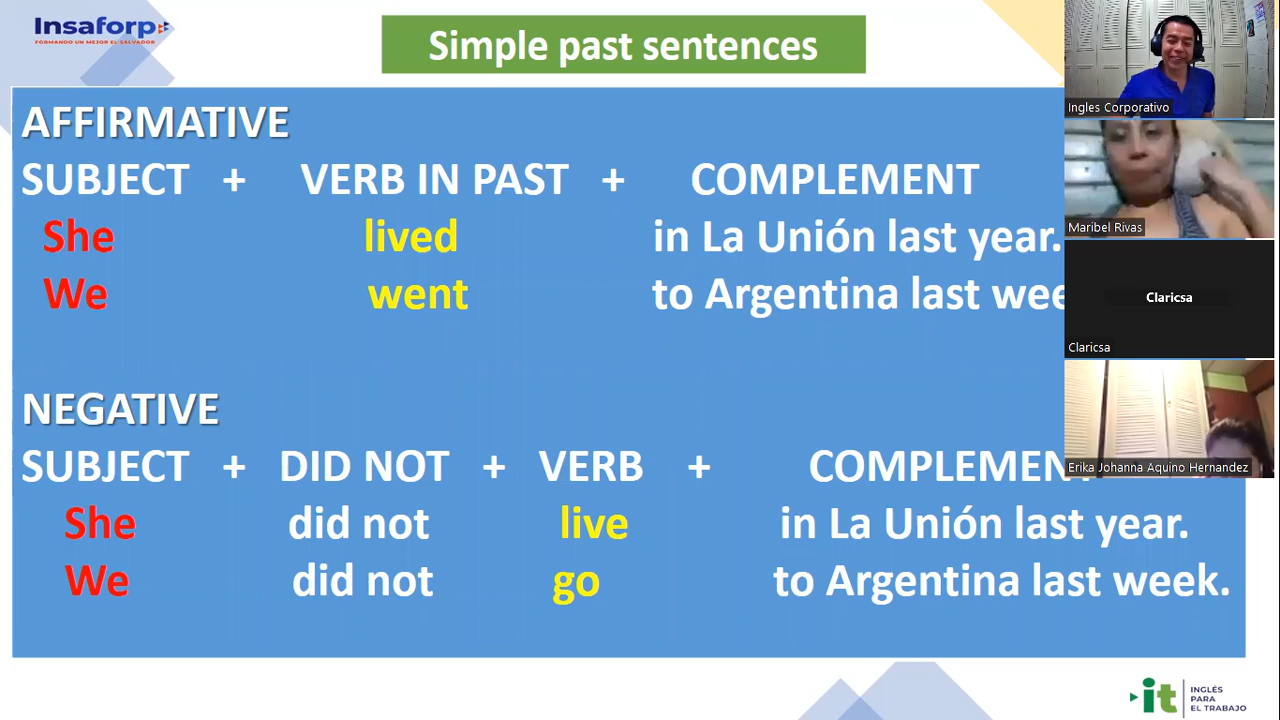 Insaforp
FORMANDO UN MEJOR EL SALVADOR
Simple past sentences
AFFIRMATIVE
SUBJECT + VERB IN PAST + COMPLEMENT
She lived in La Unión last year.
We went to Argentina last wee
NEGATIVE
SUBJECT + DID NOT + VERB + COMPLEMENT
She did not live in La Unión last year.
We did not go to Argentina last week.
Ingles Corporativo
Maribel Rivas
Claricsa
Claricsa
Erika Johanna Aquino Hernandez
it INGLÉS
PARA
EL TRABAJO